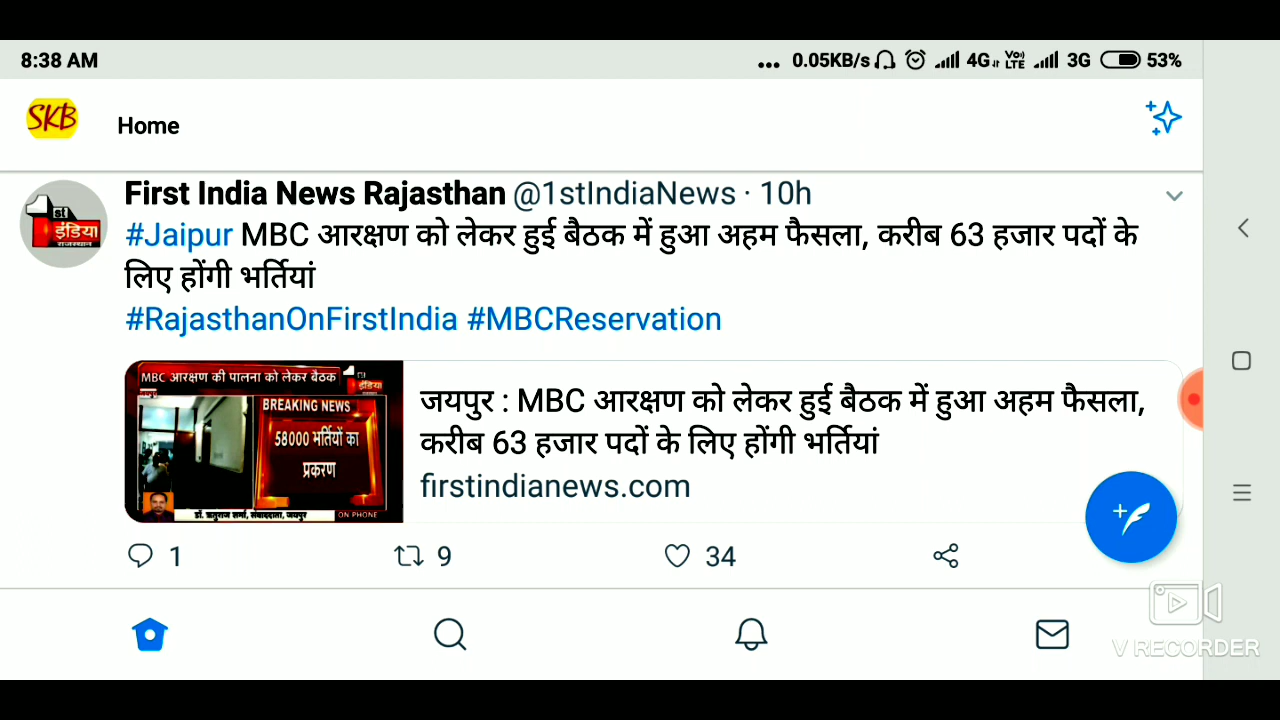 8:38 AM
... 0.05KB/s 4G VoLTE 3G 53%
SKB
Home
First India News Rajasthan @1stIndiaNews · 10h
1st इंडिया राजस्थान
#Jaipur MBC आरक्षण को लेकर हुई बैठक में हुआ अहम फैसला, करीब 63 हजार पदों के
लिए होंगी भर्तियां
#RajasthanOnFirstIndia #MBCReservation
MBC आरक्षण की पालना को लेकर बैठक
इंडिया
BREAKING NEWS
58000 भर्तियों का
प्रकरण
ON PHONE
जयपुर : MBC आरक्षण को लेकर हुई बैठक में हुआ अहम फैसला,
करीब 63 हजार पदों के लिए होंगी भर्तियां
firstindianews.com
1 9 34
V RECORDER